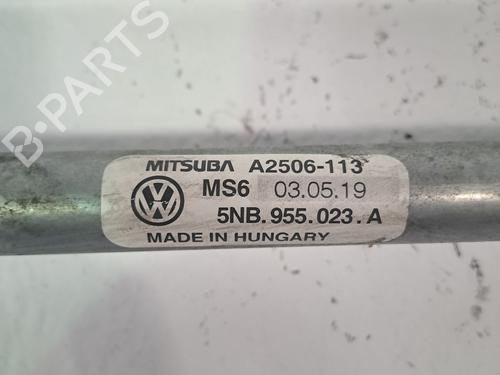 B-PARTS
MITSUBA A2506-113
MS6 03.05.19
5NB.955.023.A
MADE IN HUNGARY